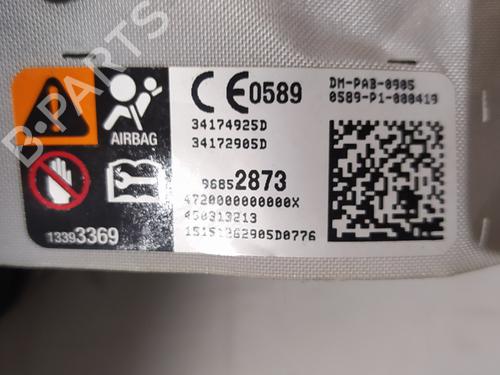 B-PARTS
AIRBAG
13393369
CE0589
34174925D
34172905D
96852873
4720000000000X
450313213
15151362905D0776
DM-PAB-0905
0589-P1-000419